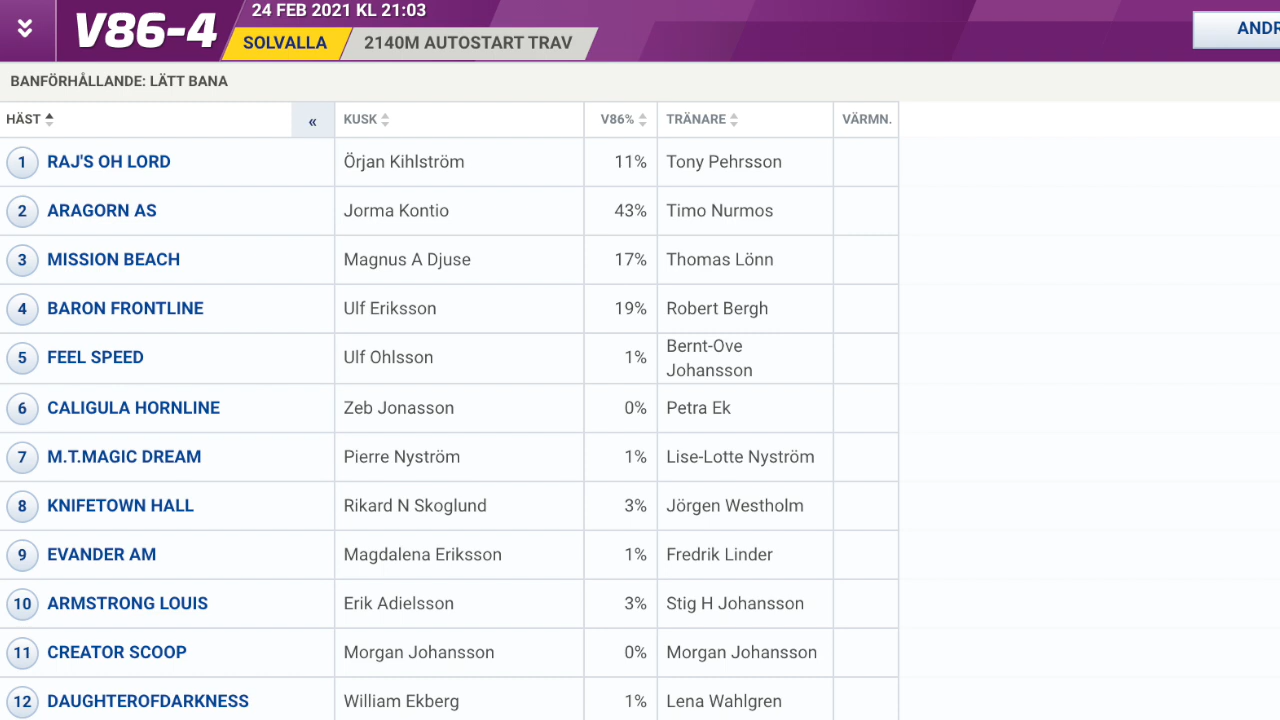 V86-4
24 FEB 2021 KL 21:03
SOLVALLA 2140M AUTOSTART TRAV
BANFÖRHÅLLANDE: LÄTT BANA
HÄST « KUSK V86% TRÄNARE VÄRMN.
1 RAJ'S OH LORD Örjan Kihlström 11% Tony Pehrsson
2 ARAGORN AS Jorma Kontio 43% Timo Nurmos
3 MISSION BEACH Magnus A Djuse 17% Thomas Lönn
4 BARON FRONTLINE Ulf Eriksson 19% Robert Bergh
5 FEEL SPEED Ulf Ohlsson 1% Bernt-Ove
Johansson
6 CALIGULA HORNLINE Zeb Jonasson 0% Petra Ek
7 M.T.MAGIC DREAM Pierre Nyström 1% Lise-Lotte Nyström
8 KNIFETOWN HALL Rikard N Skoglund 3% Jörgen Westholm
9 EVANDER AM Magdalena Eriksson 1% Fredrik Linder
10 ARMSTRONG LOUIS Erik Adielsson 3% Stig H Johansson
11 CREATOR SCOOP Morgan Johansson 0% Morgan Johansson
12 DAUGHTEROFDARKNESS William Ekberg 1% Lena Wahlgren